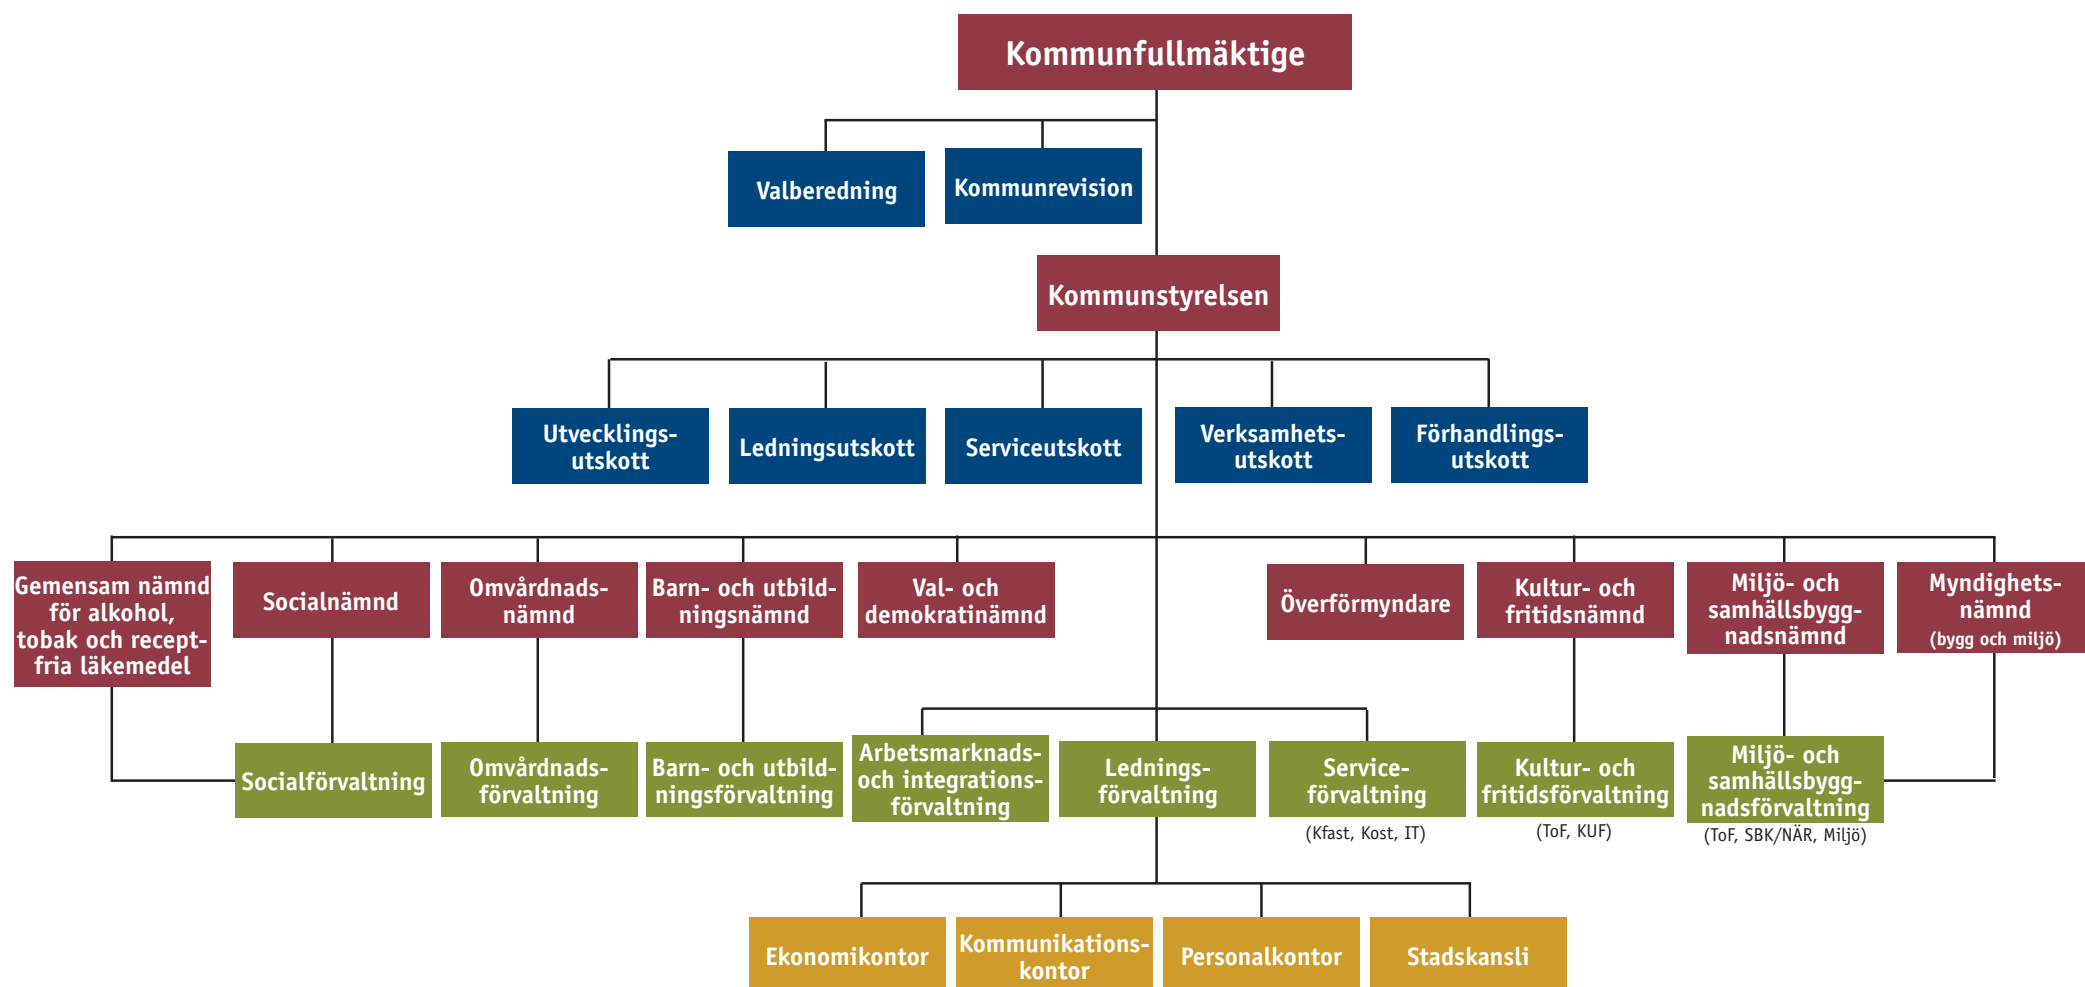 Kommunfullmäktige
Valberedning
Kommunrevision
Kommunstyrelsen
Utvecklings-
utskott
Ledningsutskott
Serviceutskott
Verksamhets-
utskott
Förhandlings-
utskott
Gemensam nämnd
för alkohol,
tobak och recept-
fria läkemedel
Socialnämnd
Omvårdnads-
nämnd
Barn- och utbild-
ningsnämnd
Val- och
demokratinämnd
Överförmyndare
Kultur- och
fritidsnämnd
Miljö- och
samhällsbygg-
nadsnämnd
Myndighets-
nämnd
(bygg och miljö)
Socialförvaltning
Omvårdnads-
förvaltning
Barn- och utbild-
ningsförvaltning
Arbetsmarknads-
och integrations-
förvaltning
Lednings-
förvaltning
Service-
förvaltning
(Kfast, Kost, IT)
Kultur- och
fritidsförvaltning
(ToF, KUF)
Miljö- och
samhällsbygg-
nadsförvaltning
(ToF, SBK/NÄR, Miljö)
Ekonomikontor
Kommunikations-
kontor
Personalkontor
Stadskansli